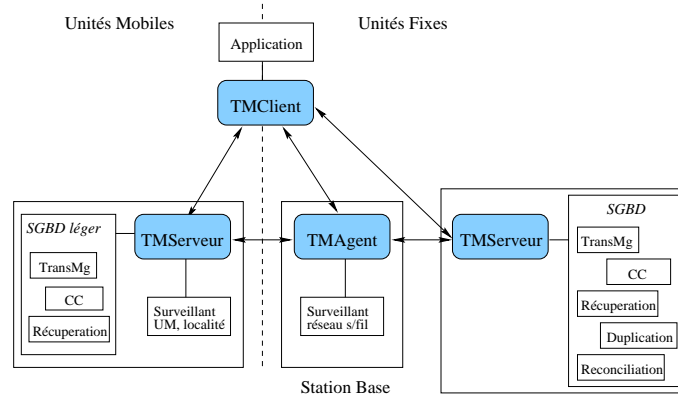 Unités Mobiles
Unités Fixes
Application
TMClient
SGBD léger
TransMg
CC
Récuperation
TMServeur
Surveillant
UM, localité
TMAgent
Surveillant
réseau s/fil
Station Base
TMServeur
SGBD
TransMg
CC
Récuperation
Duplication
Reconciliation